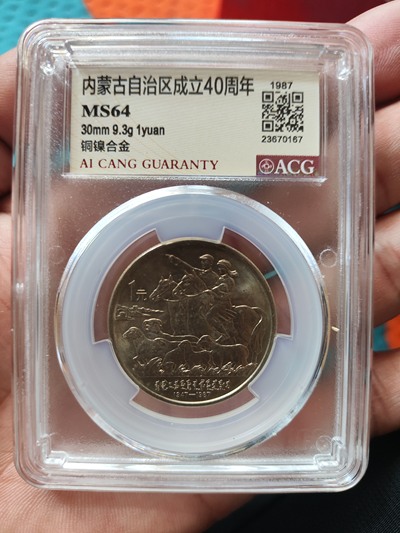 内蒙古自治区成立40周年
1987
MS64
30mm 9.3g 1yuan
23670167
铜镍合金
AI CANG GUARANTY
ACG
1元
1947—1987